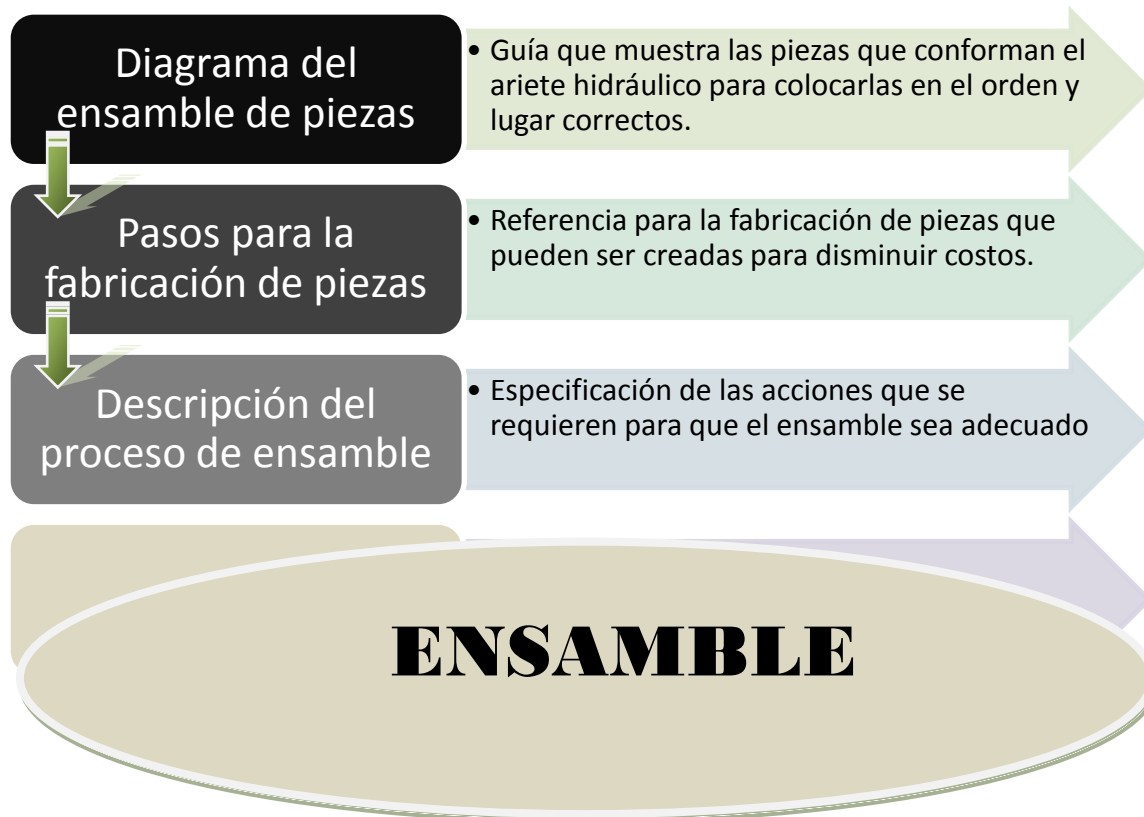 Diagrama del
ensamble de piezas
• Guía que muestra las piezas que conforman el
ariete hidráulico para colocarlas en el orden y
lugar correctos.
Pasos para la
fabricación de piezas
• Referencia para la fabricación de piezas que
pueden ser creadas para disminuir costos.
Descripción del
proceso de ensamble
• Especificación de las acciones que se
requieren para que el ensamble sea adecuado
ENSAMBLE